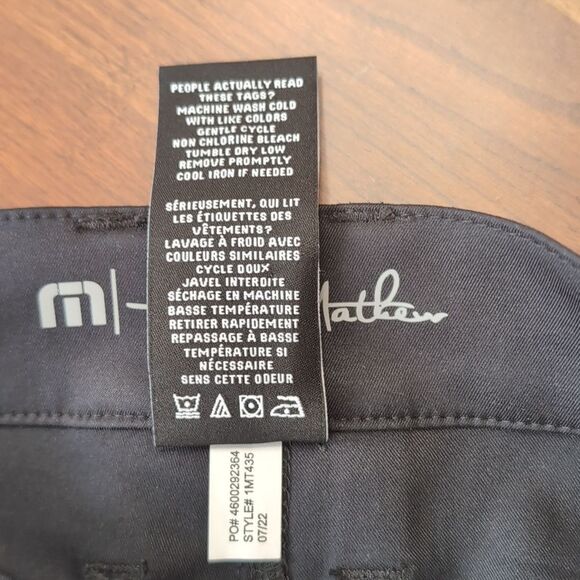 PEOPLE ACTUALLY READ
THESE TAGS?
MACHINE WASH COLD
WITH LIKE COLORS
GENTLE CYCLE
NON CHLORINE BLEACH
TUMBLE DRY LOW
REMOVE PROMPTLY
COOL IRON IF NEEDED
SÉRIEUSEMENT, QUI LIT
LES ÉTIQUETTES DES
VÊTEMENTS?
LAVAGE À FROID AVEC
COULEURS SIMILAIRES
CYCLE DOUX
JAVEL INTERDITE
SÉCHAGE EN MACHINE
BASSE TEMPÉRATURE
RETIRER RAPIDEMENT
REPASSAGE À BASSE
TEMPÉRATURE SI
NÉCESSAIRE
SENS CETTE ODEUR
m
Mathew
PO# 4600292364
STYLE# 1MT435
07/22